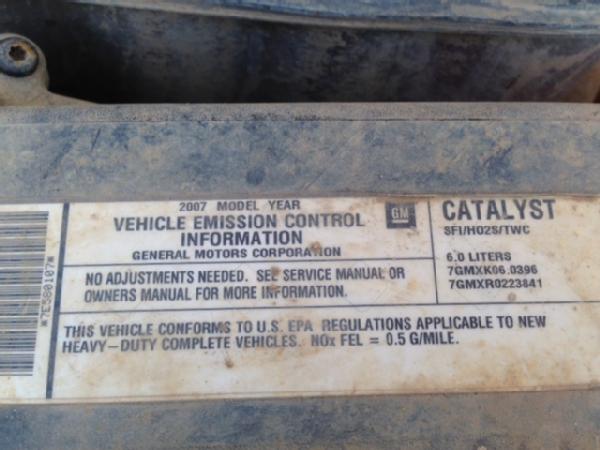 2007 MODEL YEAR
VEHICLE EMISSION CONTROL
INFORMATION
GENERAL MOTORS CORPORATION
GM
CATALYST
SFI/HO2S/TWC
6.0 LITERS
7GMXK06.0396
7GMXR0223841
NO ADJUSTMENTS NEEDED. SEE SERVICE MANUAL OR
OWNERS MANUAL FOR MORE INFORMATION.
THIS VEHICLE CONFORMS TO U.S. EPA REGULATIONS APPLICABLE TO NEW
HEAVY-DUTY COMPLETE VEHICLES. NOx FEL = 0.5 G/MILE.
*7E580107*